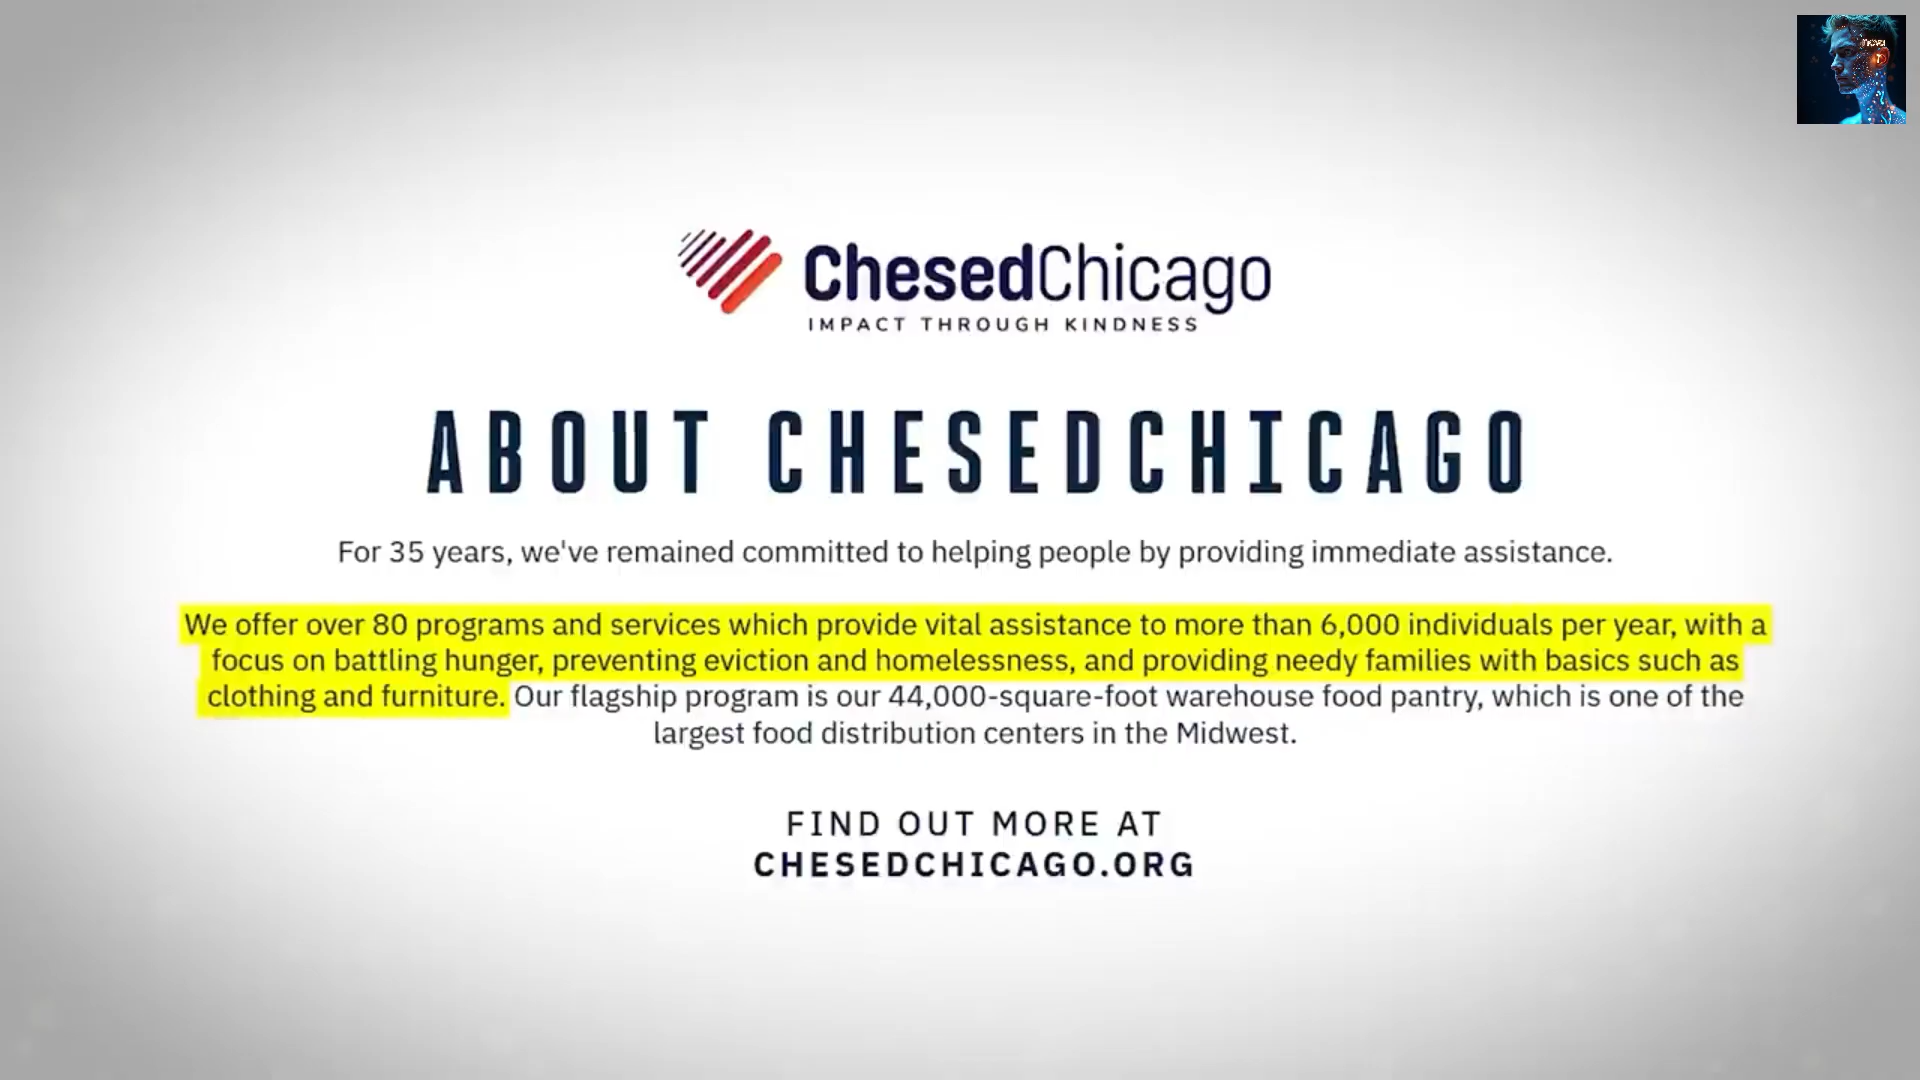 ChesedChicago
IMPACT THROUGH KINDNESS
ABOUT CHESEDCHICAGO
For 35 years, we've remained committed to helping people by providing immediate assistance.
We offer over 80 programs and services which provide vital assistance to more than 6,000 individuals per year, with a
focus on battling hunger, preventing eviction and homelessness, and providing needy families with basics such as
clothing and furniture. Our flagship program is our 44,000-square-foot warehouse food pantry, which is one of the
largest food distribution centers in the Midwest.
FIND OUT MORE AT
CHESEDCHICAGO.ORG